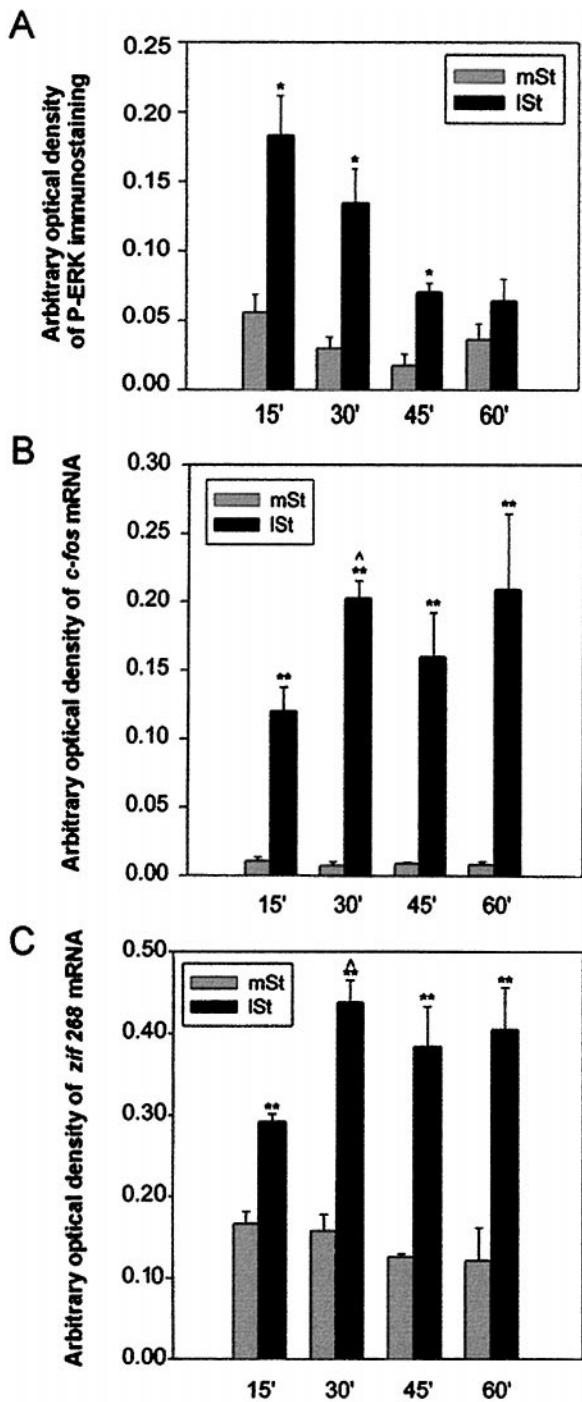 A
Arbitrary optical density
of P-ERK immunostaining
0.25
0.20
0.15
0.10
0.05
0.00
mSt
lSt
*
*
*
15' 30' 45' 60'
B
Arbitrary optical density of c-fos mRNA
0.30
0.25
0.20
0.15
0.10
0.05
0.00
mSt
lSt
**
^
**
**
**
15' 30' 45' 60'
C
Arbitrary optical density of zif 268 mRNA
0.50
0.40
0.30
0.20
0.10
0.00
mSt
lSt
**
^
**
**
**
15' 30' 45' 60'